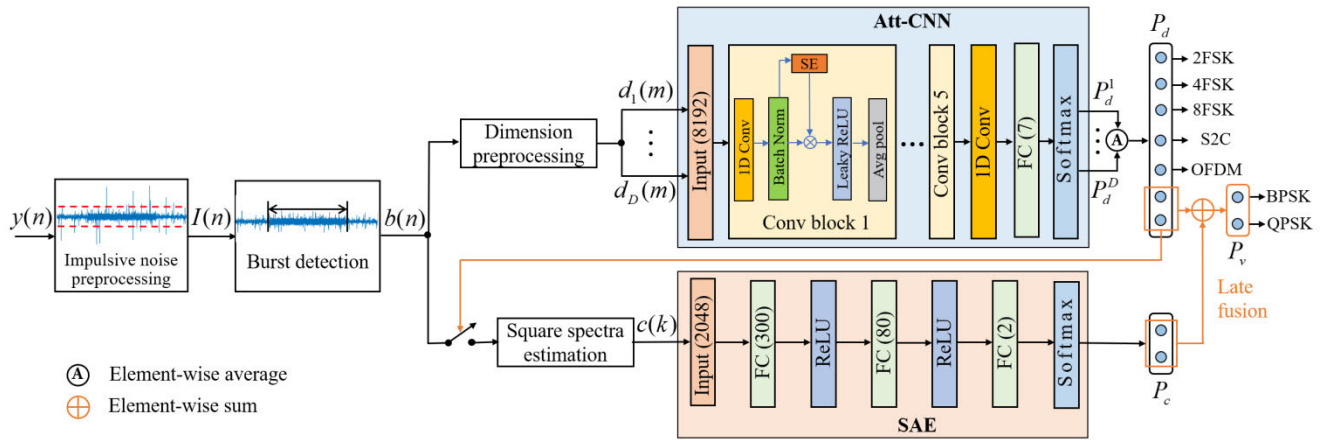 y(n)
Impulsive noise
preprocessing
I(n)
Burst detection
b(n)
Dimension
preprocessing
d_1(m)
⋮
d_D(m)
Att-CNN
Input (8192)
1D Conv
Batch Norm
SE
Leaky ReLU
Avg pool
Conv block 1
...
Conv block 5
1D Conv
FC (7)
Softmax
P_d^1
⋮
P_d^D
A
P_d
2FSK
4FSK
8FSK
S2C
OFDM
BPSK
QPSK
P_v
Late
fusion
Square spectra
estimation
c(k)
Input (2048)
FC (300)
ReLU
FC (80)
ReLU
FC (2)
Softmax
SAE
P_c
A Element-wise average
⊕ Element-wise sum